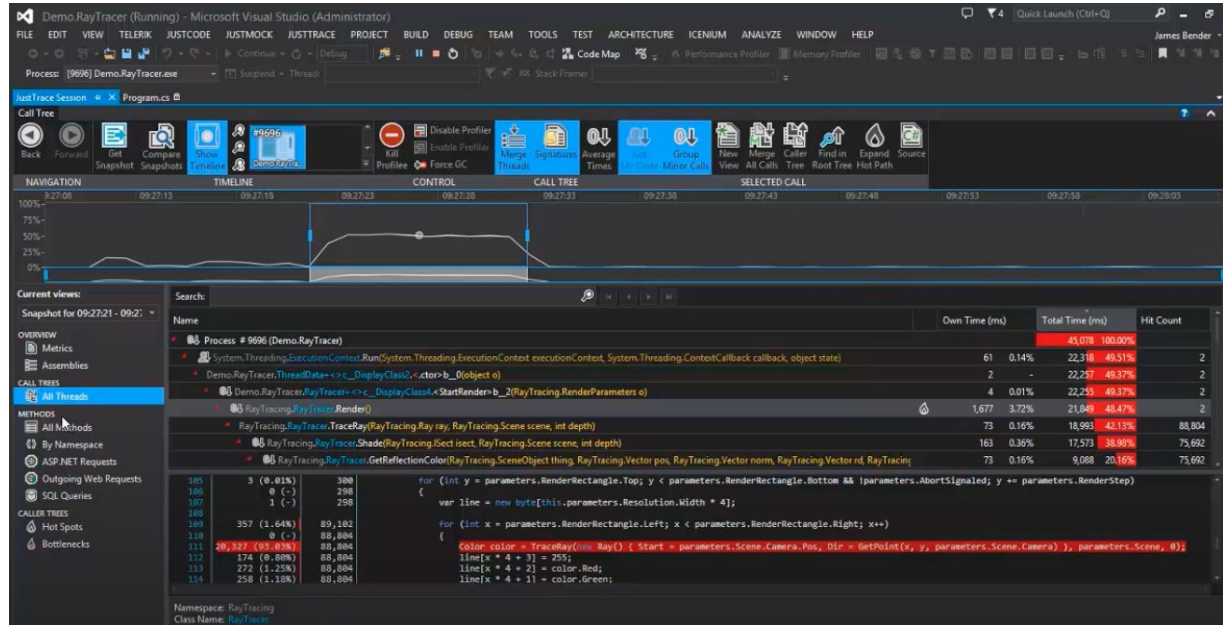 Demo.RayTracer (Running) - Microsoft Visual Studio (Administrator)
4 Quick Launch (Ctrl+Q)
FILE EDIT VIEW TELERIK JUSTCODE JUSTMOCK JUSTTRACE PROJECT BUILD DEBUG TEAM TOOLS TEST ARCHITECTURE ICENIUM ANALYZE WINDOW HELP
James Bender
Continue Debug Code Map Performance Profiler Memory Profiler
Process: [9696] Demo.RayTracer.exe Suspend Thread: Stack Frame:
JustTrace Session Program.cs
Call Tree
#9696
Demo.RayTra...
Disable Profiler
Enable Profiler
Force GC
Back Forward Get Snapshot Compare Snapshots Show Timeline Kill Profilee Merge Threads Signatures Average Times Just My Code Group Minor Calls New View Merge All Calls Caller Tree Find in Root Tree Expand Hot Path Source
NAVIGATION TIMELINE CONTROL CALL TREE SELECTED CALL
9:27:08 09:27:13 09:27:18 09:27:23 09:27:28 09:27:33 09:27:38 09:27:43 09:27:48 09:27:53 09:27:58 09:28:03
100%
75%
50%
25%
0%
Current views:
Snapshot for 09:27:21 - 09:27
OVERVIEW
Metrics
Assemblies
CALL TREES
All Threads
METHODS
All Methods
By Namespace
ASP.NET Requests
Outgoing Web Requests
SQL Queries
CALLER TREES
Hot Spots
Bottlenecks
Search:
Name Own Time (ms) Total Time (ms) Hit Count
Process # 9696 (Demo.RayTracer) 45,078 100.00%
System.Threading.ExecutionContext.Run(System.Threading.ExecutionContext executionContext, System.Threading.ContextCallback callback, object state) 61 0.14% 22,318 49.51% 2
Demo.RayTracer.ThreadData+<>c__DisplayClass2.<.ctor>b__0(object o) 2 - 22,257 49.37% 2
Demo.RayTracer.RayTracer+<>c__DisplayClass4.<StartRender>b__2(RayTracing.RenderParameters o) 4 0.01% 22,255 49.37% 2
RayTracing.RayTracer.Render() 1,677 3.72% 21,849 48.47% 2
RayTracing.RayTracer.TraceRay(RayTracing.Ray ray, RayTracing.Scene scene, int depth) 73 0.16% 18,993 42.13% 88,804
RayTracing.RayTracer.Shade(RayTracing.ISect isect, RayTracing.Scene scene, int depth) 163 0.36% 17,573 38.98% 75,692
RayTracing.RayTracer.GetReflectionColor(RayTracing.SceneObject thing, RayTracing.Vector pos, RayTracing.Vector norm, RayTracing.Vector rd, RayTracing 73 0.16% 9,088 20.16% 75,692
105 3 (0.01%) 300 for (int y = parameters.RenderRectangle.Top; y < parameters.RenderRectangle.Bottom && !parameters.AbortSignaled; y += parameters.RenderStep)
106 0 (-) 298 {
107 1 (-) 298 var line = new byte[this.parameters.Resolution.Width * 4];
108
109 357 (1.64%) 89,102 for (int x = parameters.RenderRectangle.Left; x < parameters.RenderRectangle.Right; x++)
110 0 (-) 88,804 {
111 20,327 (93.03%) 88,804 Color color = TraceRay(new Ray() { Start = parameters.Scene.Camera.Pos, Dir = GetPoint(x, y, parameters.Scene.Camera) }, parameters.Scene, 0);
112 174 (0.80%) 88,804 line[x * 4 + 3] = 255;
113 272 (1.25%) 88,804 line[x * 4 + 2] = color.Red;
114 258 (1.18%) 88,804 line[x * 4 + 1] = color.Green;
Namespace: RayTracing
Class Name: RayTracer